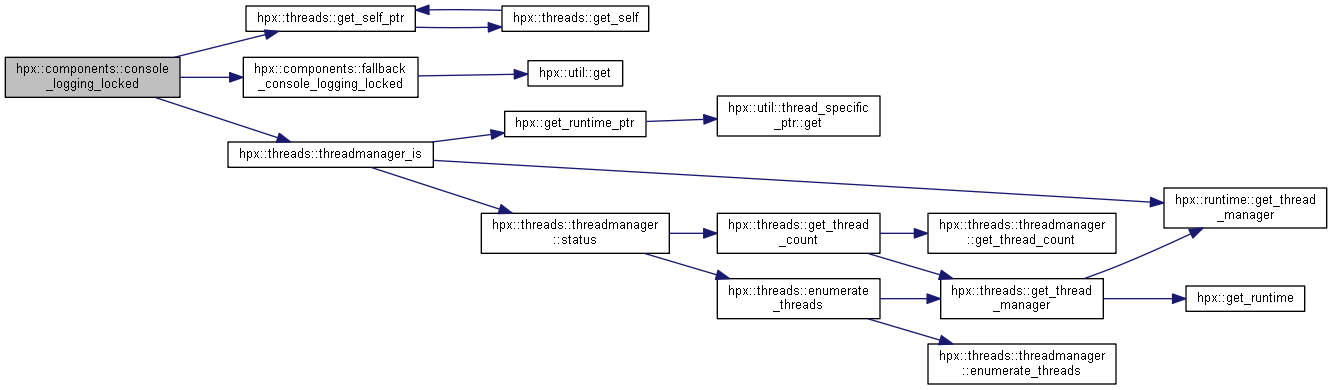 hpx::threads::get_self_ptr
hpx::threads::get_self
hpx::components::console
_logging_locked
hpx::components::fallback
_console_logging_locked
hpx::util::get
hpx::threads::threadmanager_is
hpx::get_runtime_ptr
hpx::util::thread_specific
_ptr::get
hpx::runtime::get_thread
_manager
hpx::threads::threadmanager
::status
hpx::threads::get_thread
_count
hpx::threads::threadmanager
::get_thread_count
hpx::threads::enumerate
_threads
hpx::threads::get_thread
_manager
hpx::get_runtime
hpx::threads::threadmanager
::enumerate_threads